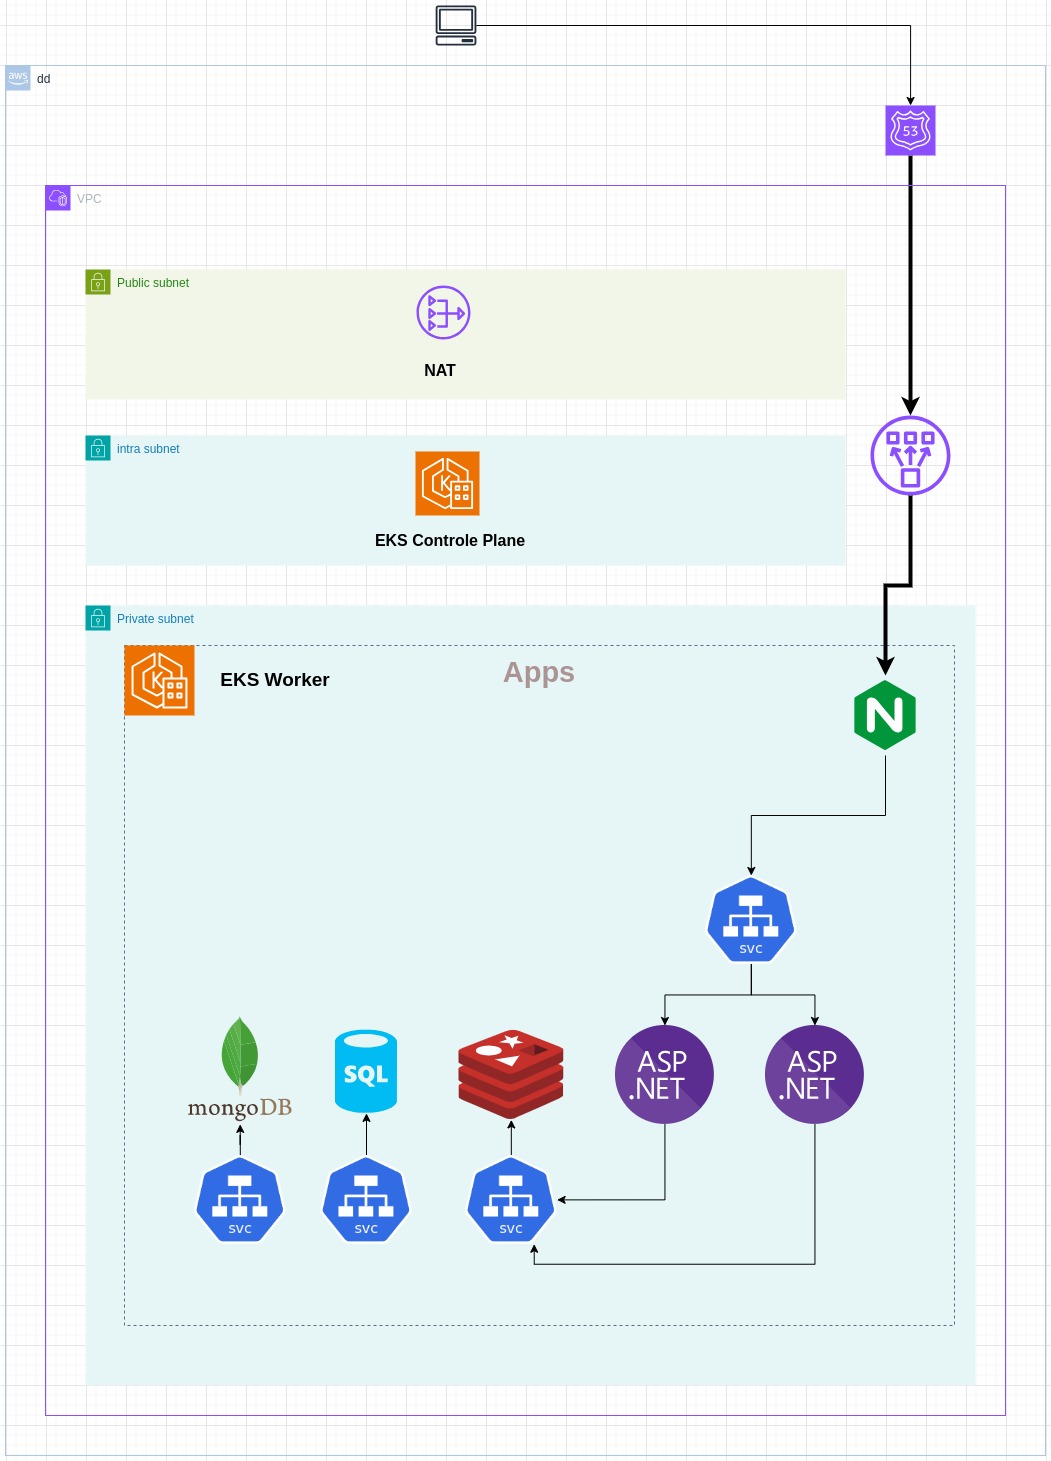 aws
dd
53
VPC
Public subnet
NAT
intra subnet
K
EKS Controle Plane
Private subnet
K
EKS Worker
Apps
N
svc
mongoDB
SQL
ASP
.NET
ASP
.NET
svc
svc
svc